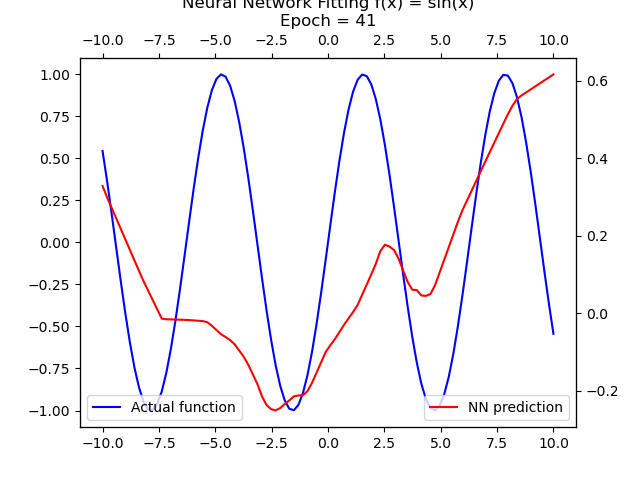 Neural Network Fitting f(x) = sin(x)
Epoch = 41
−10.0 −7.5 −5.0 −2.5 0.0 2.5 5.0 7.5 10.0
1.00
0.75
0.50
0.25
0.00
−0.25
−0.50
−0.75
−1.00
0.6
0.4
0.2
0.0
−0.2
Actual function
NN prediction
−10.0 −7.5 −5.0 −2.5 0.0 2.5 5.0 7.5 10.0